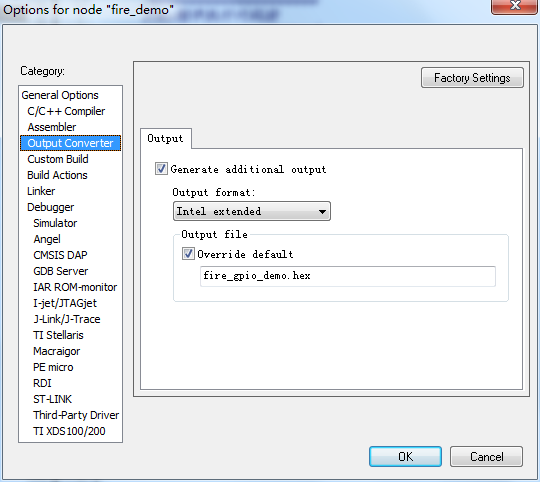 Options for node "fire_demo"
Category:
General Options
C/C++ Compiler
Assembler
Output Converter
Custom Build
Build Actions
Linker
Debugger
Simulator
Angel
CMSIS DAP
GDB Server
IAR ROM-monitor
I-jet/JTAGjet
J-Link/J-Trace
TI Stellaris
Macraigor
PE micro
RDI
ST-LINK
Third-Party Driver
TI XDS100/200
Factory Settings
Output
Generate additional output
Output format:
Intel extended
Output file
Override default
fire_gpio_demo.hex
OK
Cancel